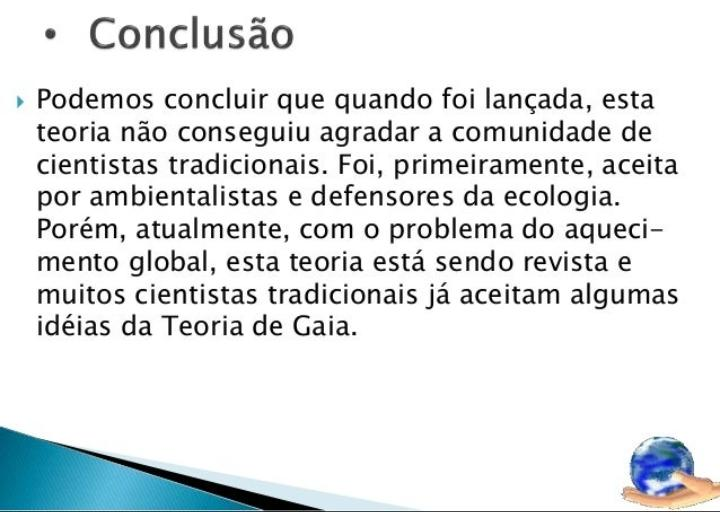 • Conclusão
Podemos concluir que quando foi lançada, esta
teoria não conseguiu agradar a comunidade de
cientistas tradicionais. Foi, primeiramente, aceita
por ambientalistas e defensores da ecologia.
Porém, atualmente, com o problema do aqueci-
mento global, esta teoria está sendo revista e
muitos cientistas tradicionais já aceitam algumas
idéias da Teoria de Gaia.